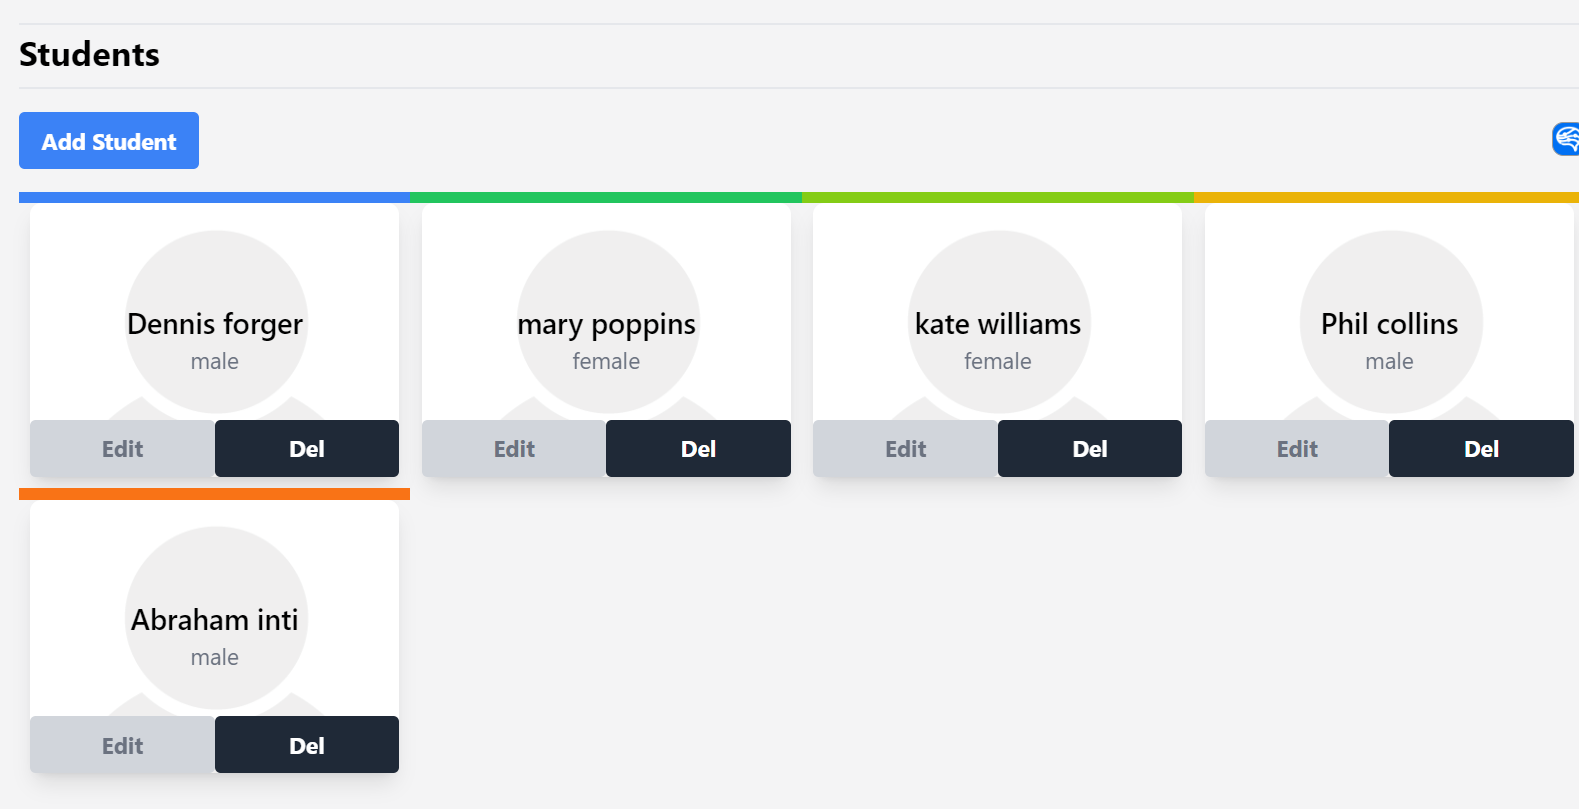 Students
Add Student
Dennis forger
male
Edit Del
mary poppins
female
Edit Del
kate williams
female
Edit Del
Phil collins
male
Edit Del
Abraham inti
male
Edit Del